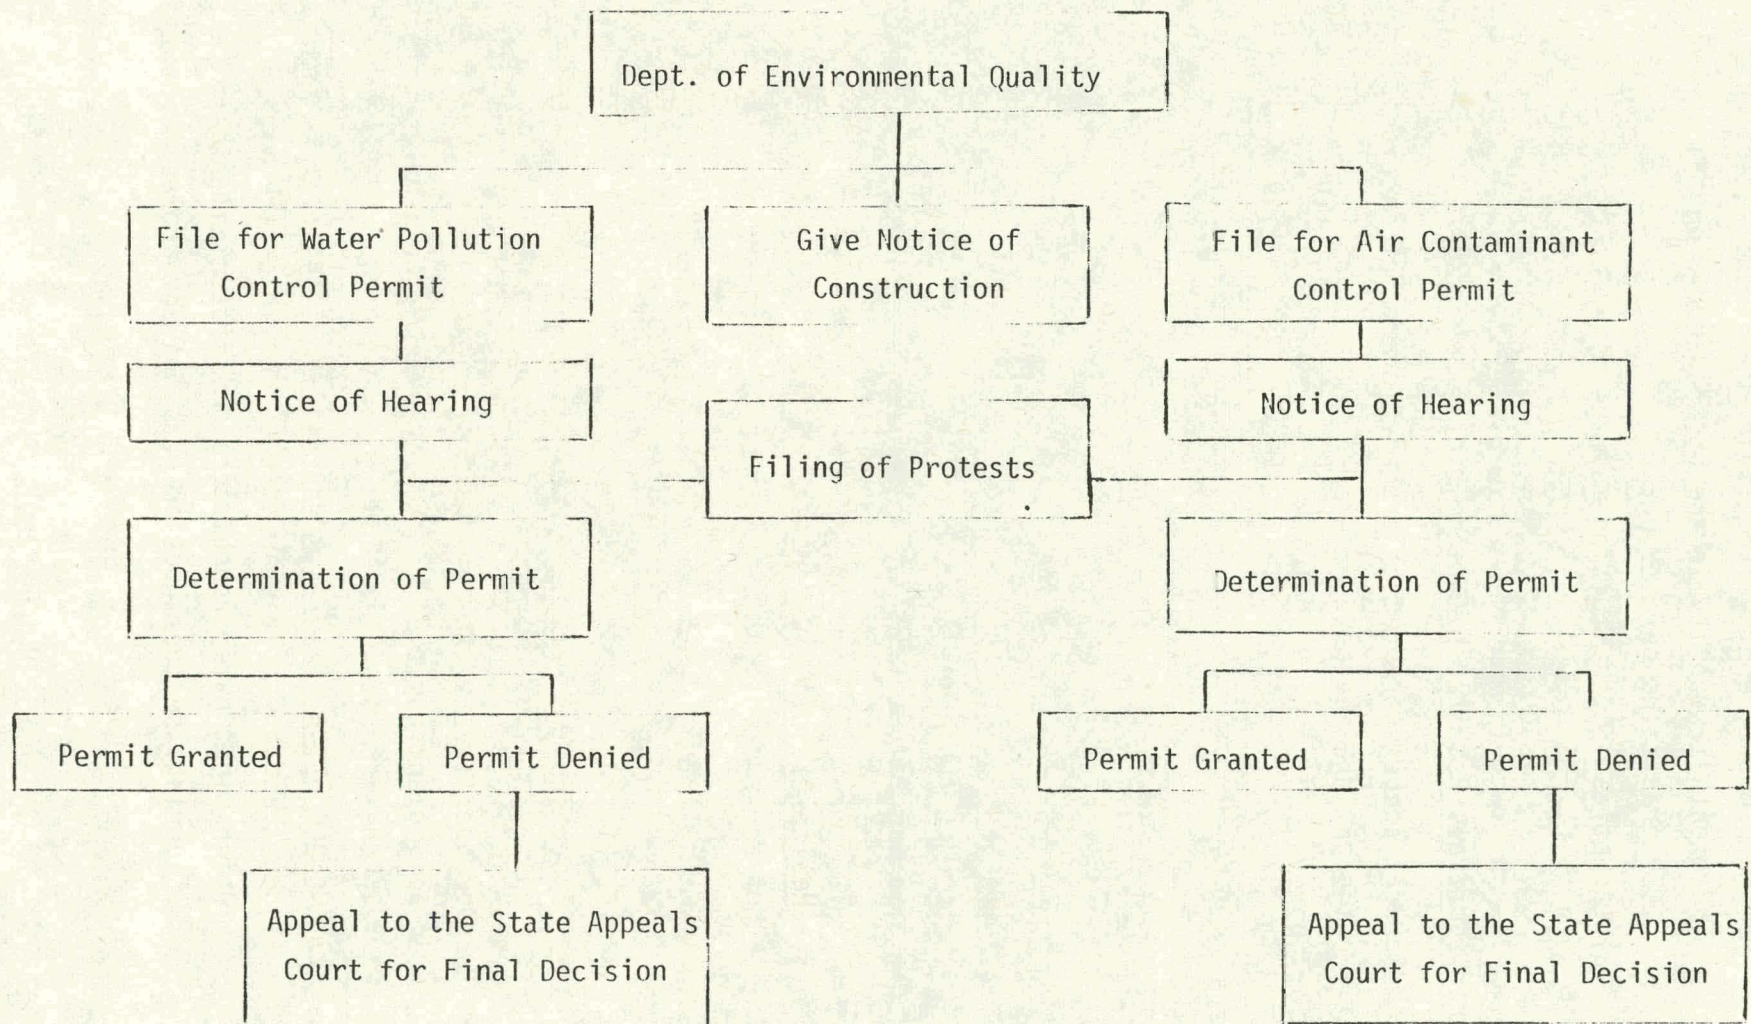 Dept. of Environmental Quality
File for Water Pollution
Control Permit
Give Notice of
Construction
File for Air Contaminant
Control Permit
Notice of Hearing
Notice of Hearing
Filing of Protests
Determination of Permit
Determination of Permit
Permit Granted
Permit Denied
Permit Granted
Permit Denied
Appeal to the State Appeals
Court for Final Decision
Appeal to the State Appeals
Court for Final Decision